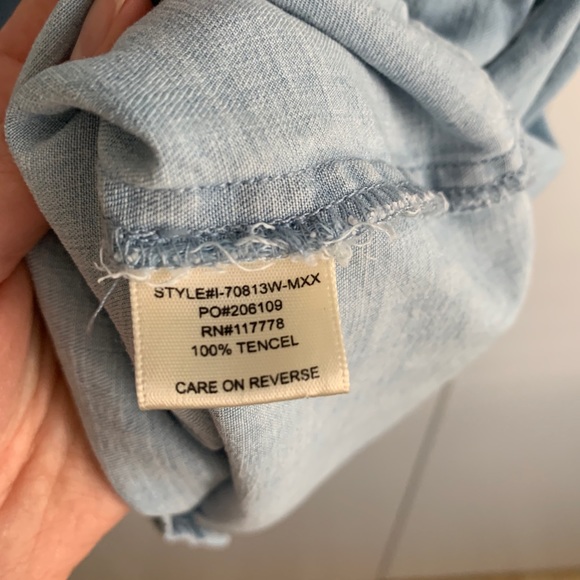 STYLE#I-70813W-MXX
PO#206109
RN#117778
100% TENCEL
CARE ON REVERSE